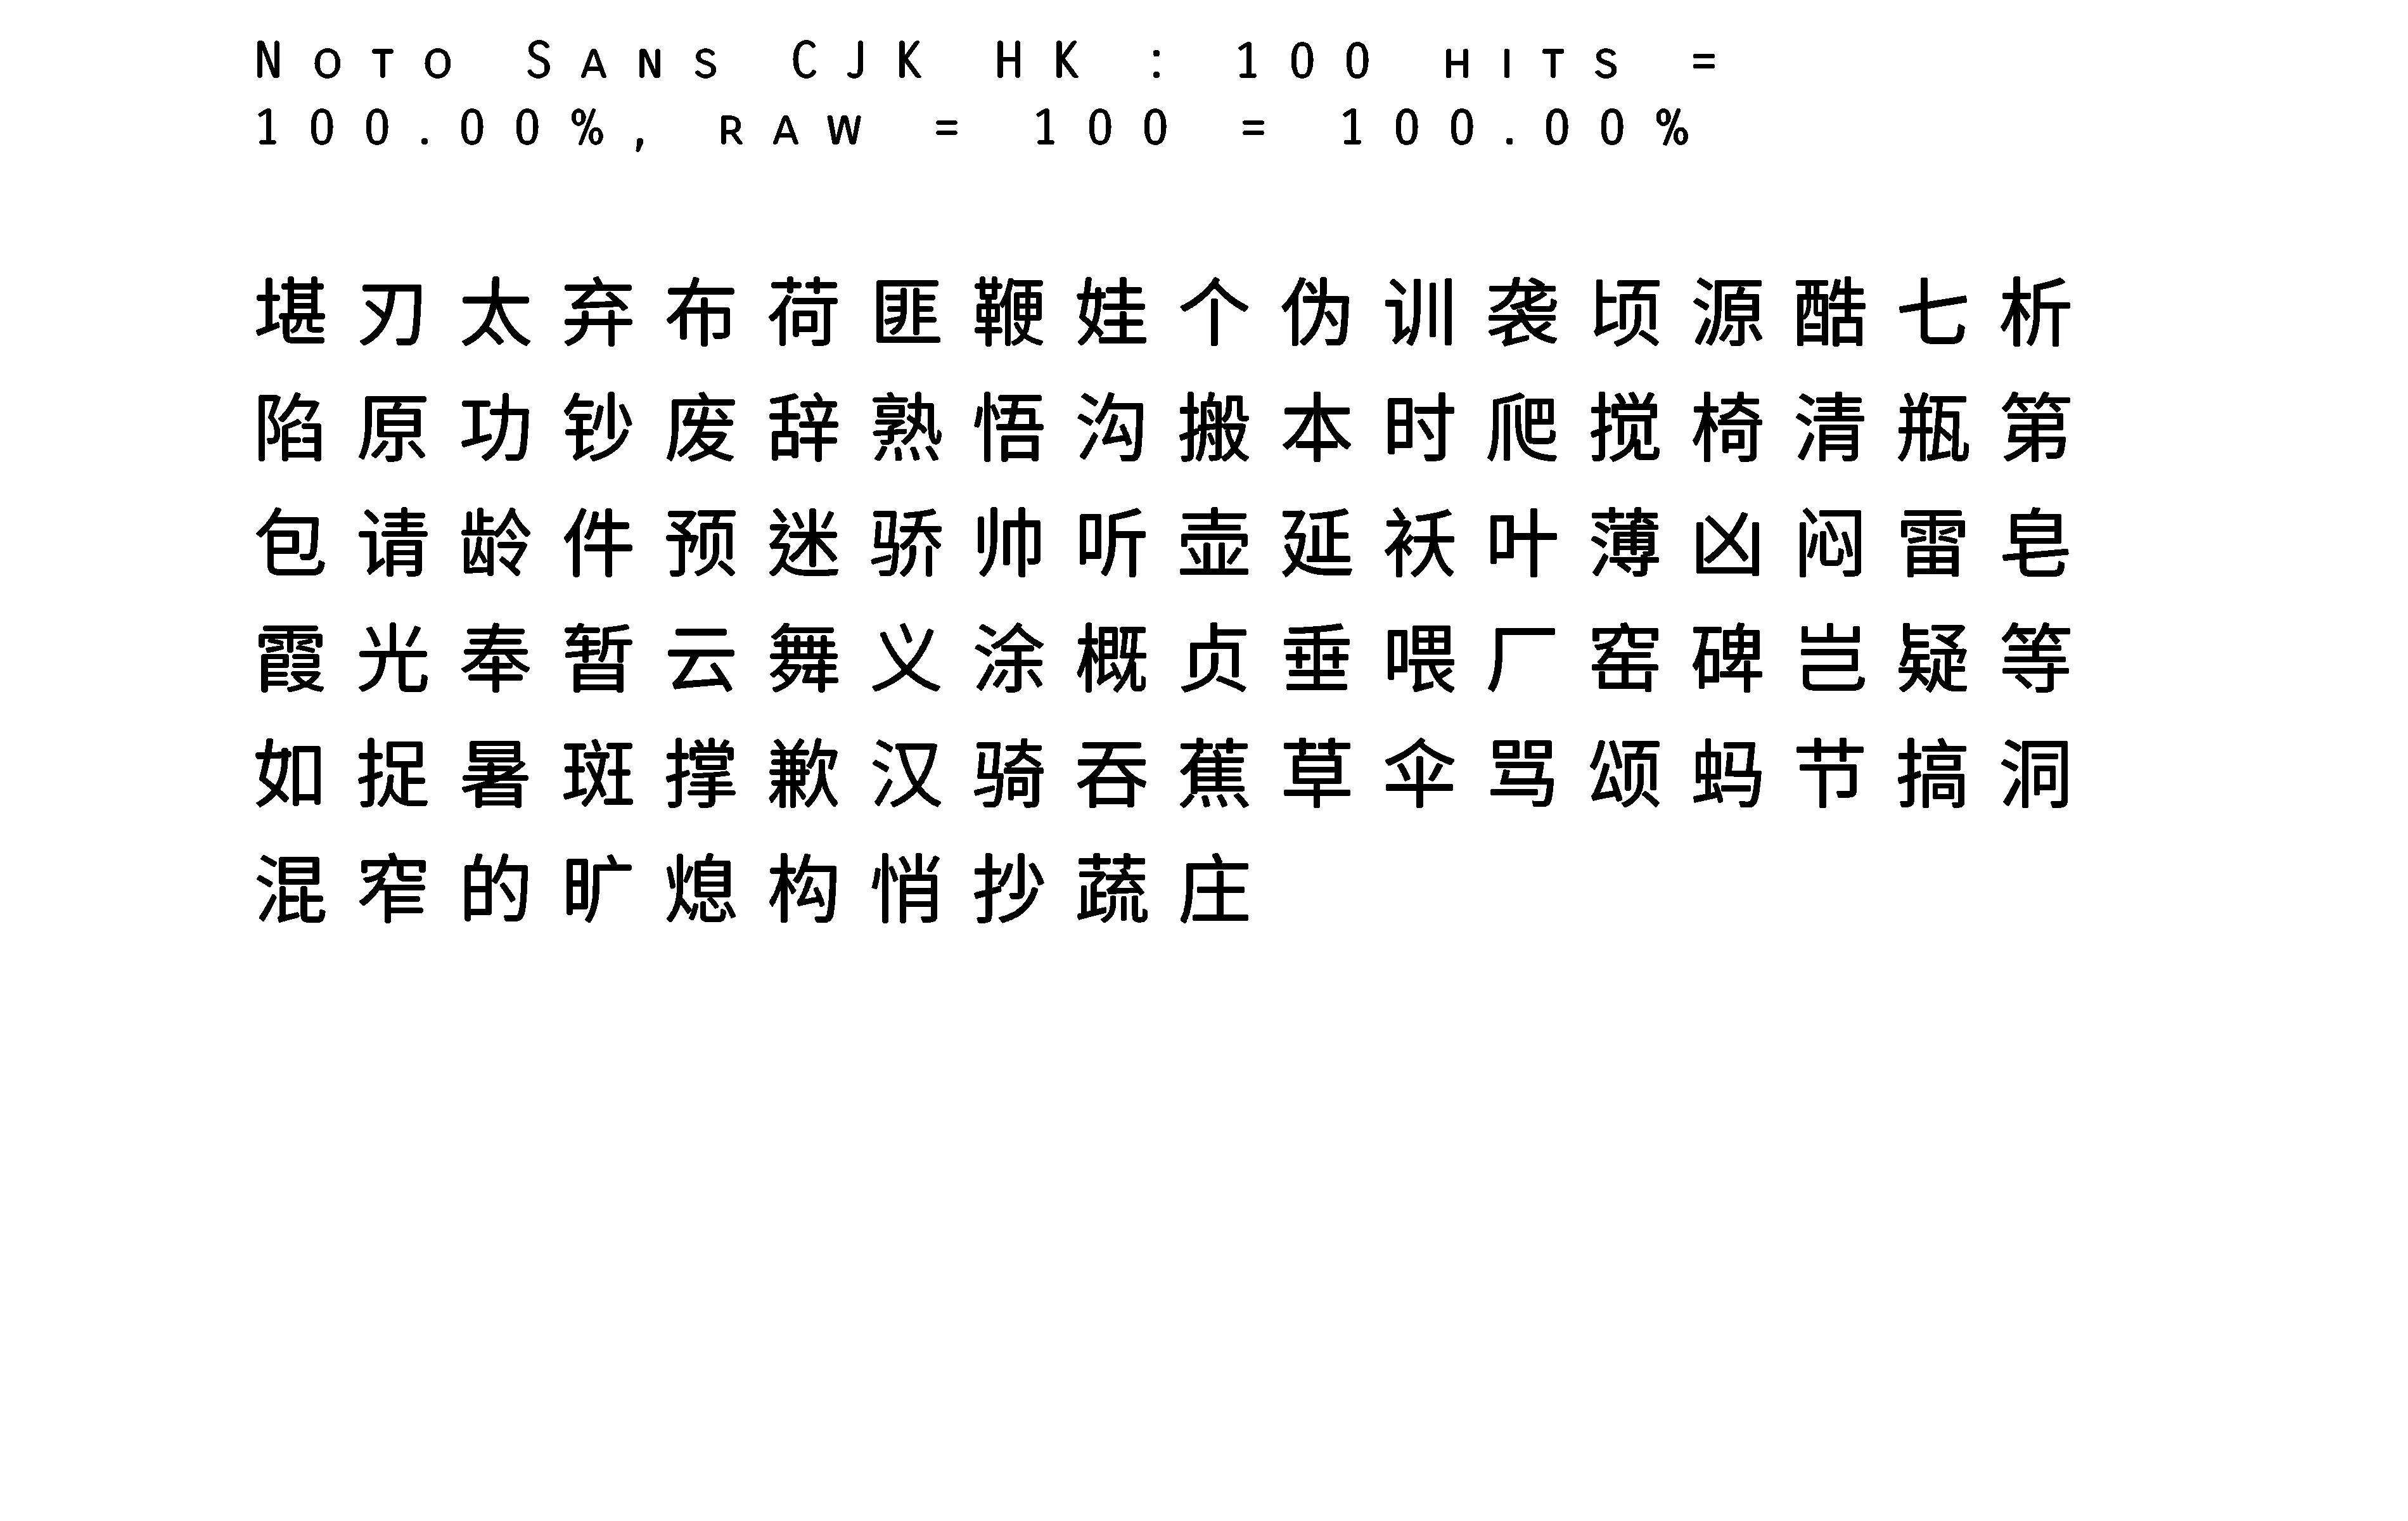 Noto Sans CJK HK : 100 hits =
100.00%, raw = 100 = 100.00%
堪刃太弃布荷匪鞭娃个伪训袭顷源酷七析
陷原功钞废辞熟悟沟搬本时爬搅椅清瓶第
包请龄件预迷骄帅听壶延袄叶薄凶闷雷皂
霞光奉暂云舞义涂概贞垂喂厂窑碑岂疑等
如捉暑斑撑歉汉骑吞蕉草伞骂颂蚂节搞洞
混窄的旷熄构悄抄蔬庄